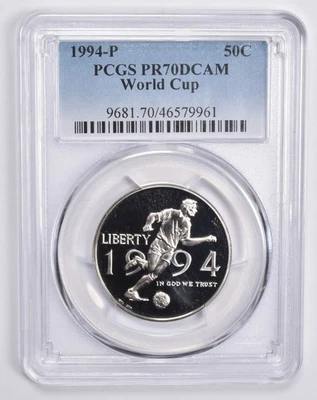 1994-P 50C
PCGS PR70DCAM
World Cup
9681.70/46579961
LIBERTY
1994
IN GOD WE TRUST